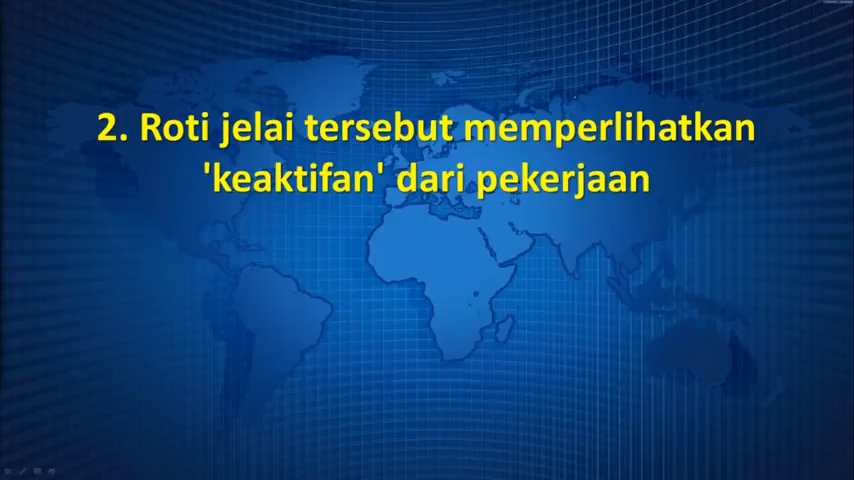 2. Roti jelai tersebut memperlihatkan
'keaktifan' dari pekerjaan